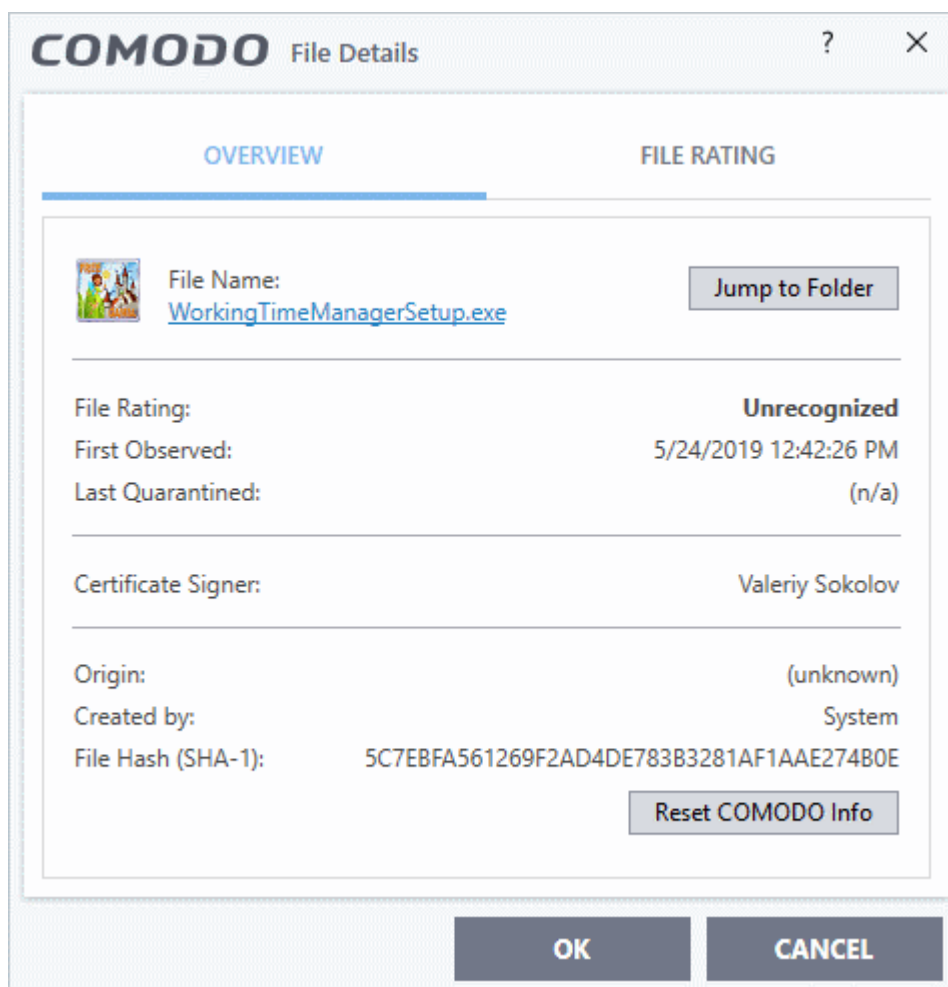 COMODO File Details ?
OVERVIEW FILE RATING
File Name: Jump to Folder
WorkingTimeManagerSetup.exe
File Rating: Unrecognized
First Observed: 5/24/2019 12:42:26 PM
Last Quarantined: (n/a)
Certificate Signer: Valeriy Sokolov
Origin: (unknown)
Created by: System
File Hash (SHA-1): 5C7EBFA561269F2AD4DE783B3281AF1AAE274B0E
Reset COMODO Info
OK CANCEL